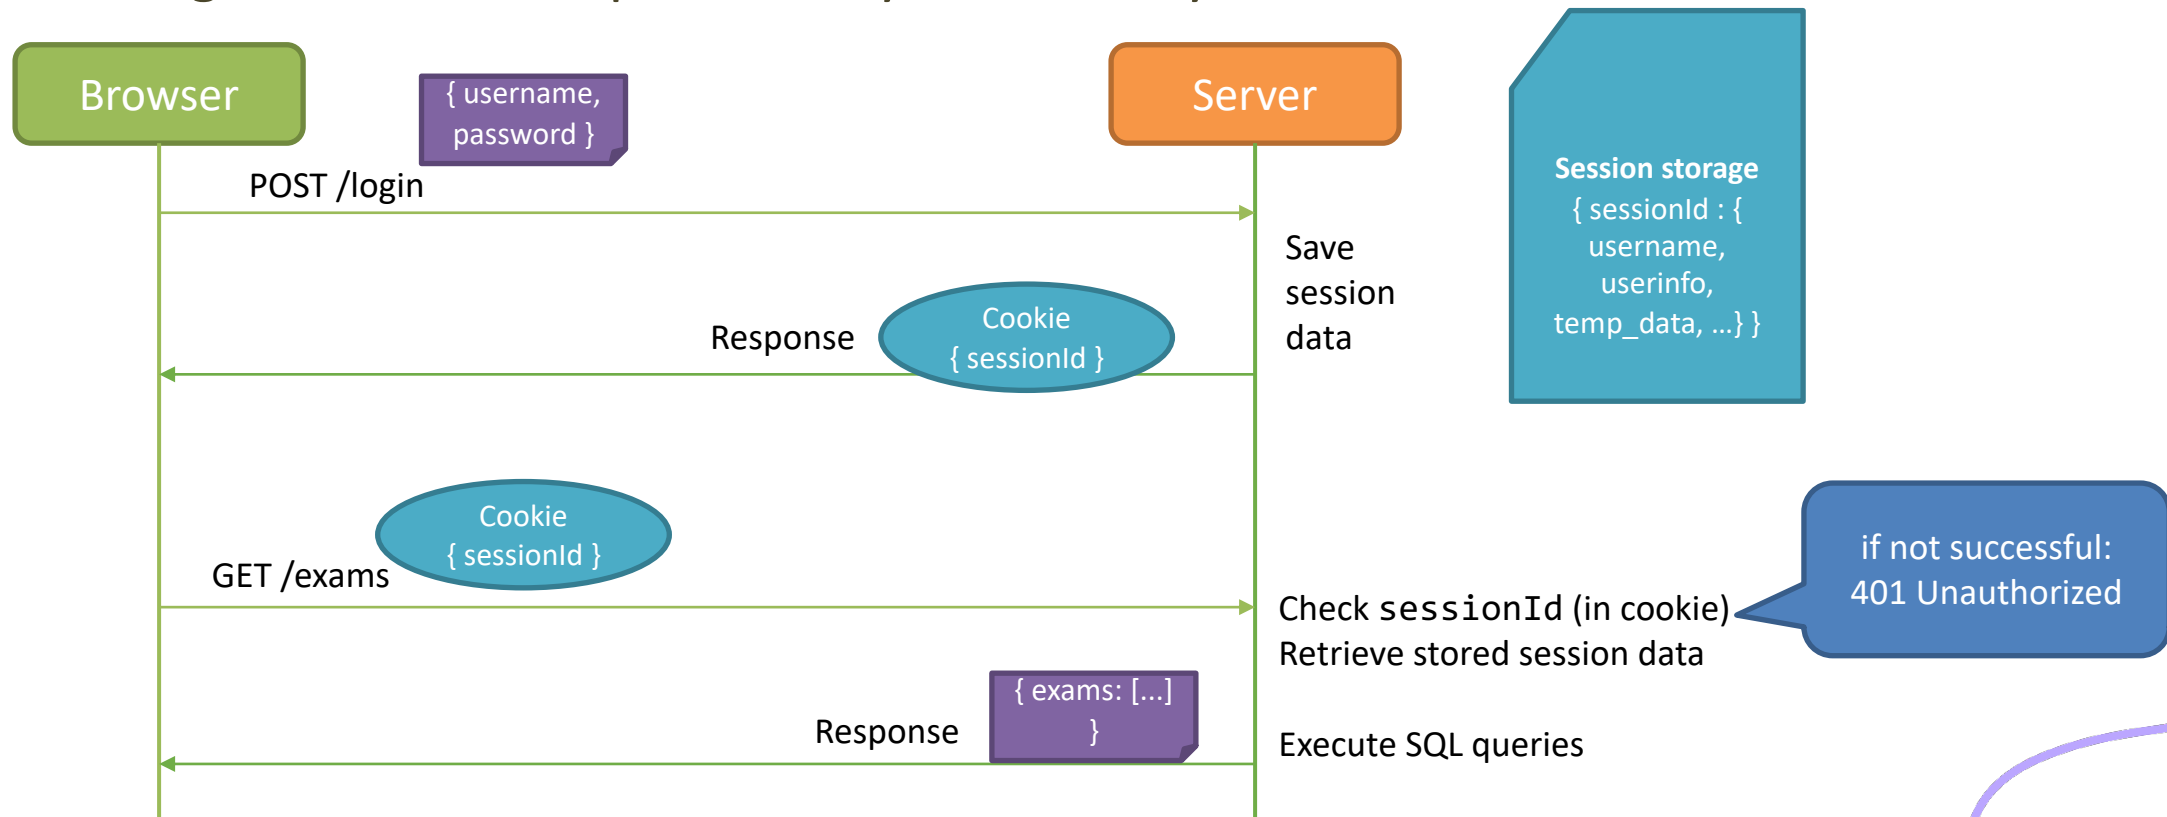 Browser
{ username,
password }
Server
POST /login
Session storage
{ sessionId : {
username,
userinfo,
temp_data, ...} }
Save
session
data
Response
Cookie
{ sessionId }
Cookie
{ sessionId }
GET /exams
if not successful:
401 Unauthorized
Check sessionId (in cookie)
Retrieve stored session data
{ exams: [...]
}
Response
Execute SQL queries